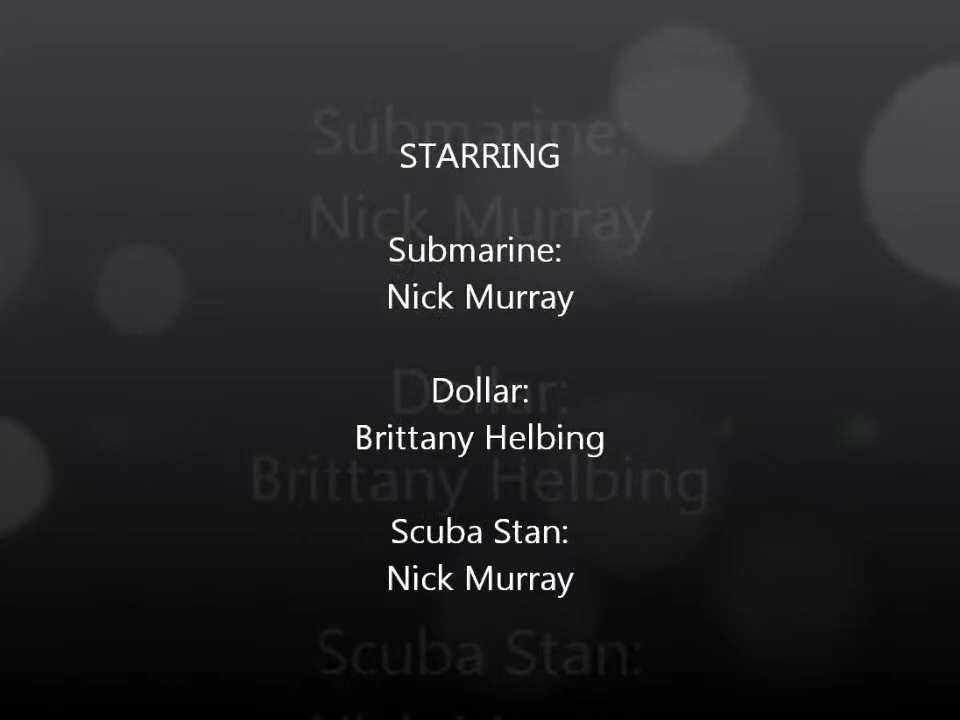 STARRING
Submarine:
Nick Murray
Dollar:
Brittany Helbing
Scuba Stan:
Nick Murray